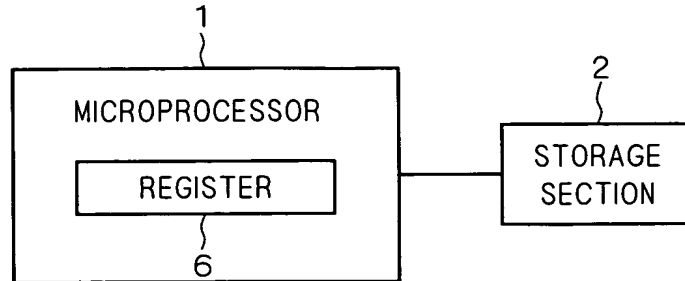 1
MICROPROCESSOR
REGISTER
6
2
STORAGE
SECTION